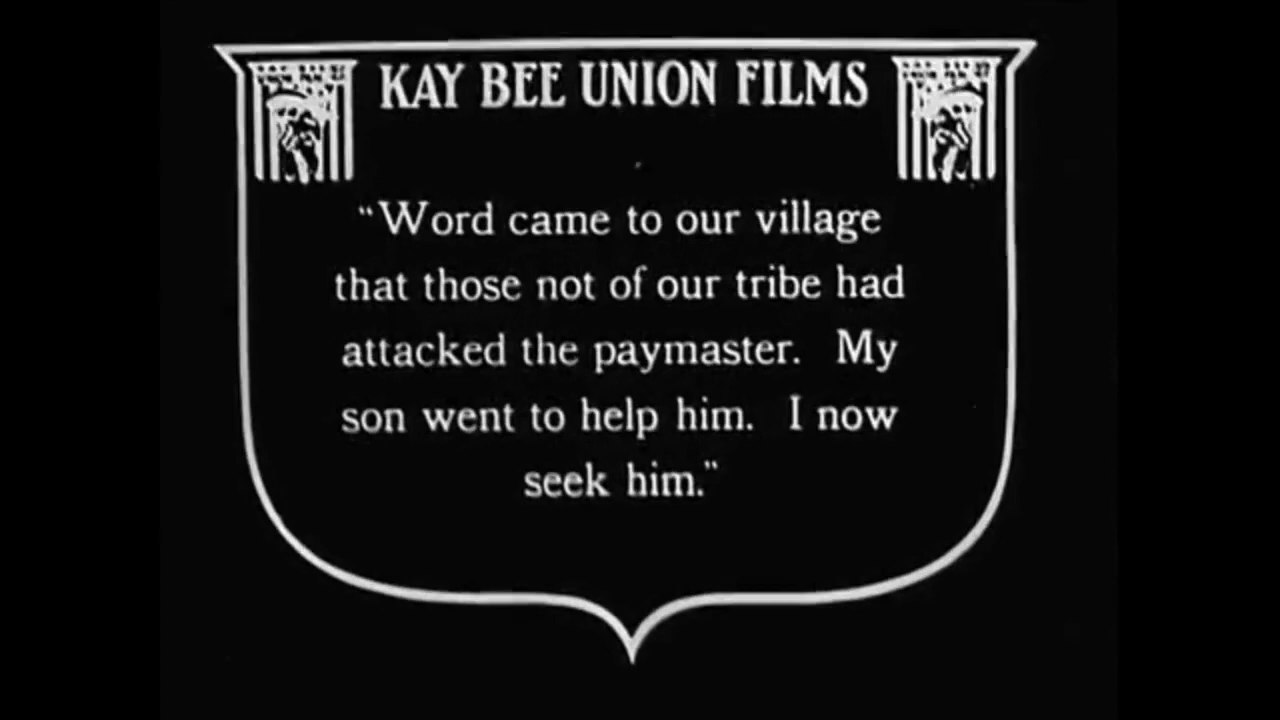 KAY BEE UNION FILMS
“Word came to our village
that those not of our tribe had
attacked the paymaster. My
son went to help him. I now
seek him.”